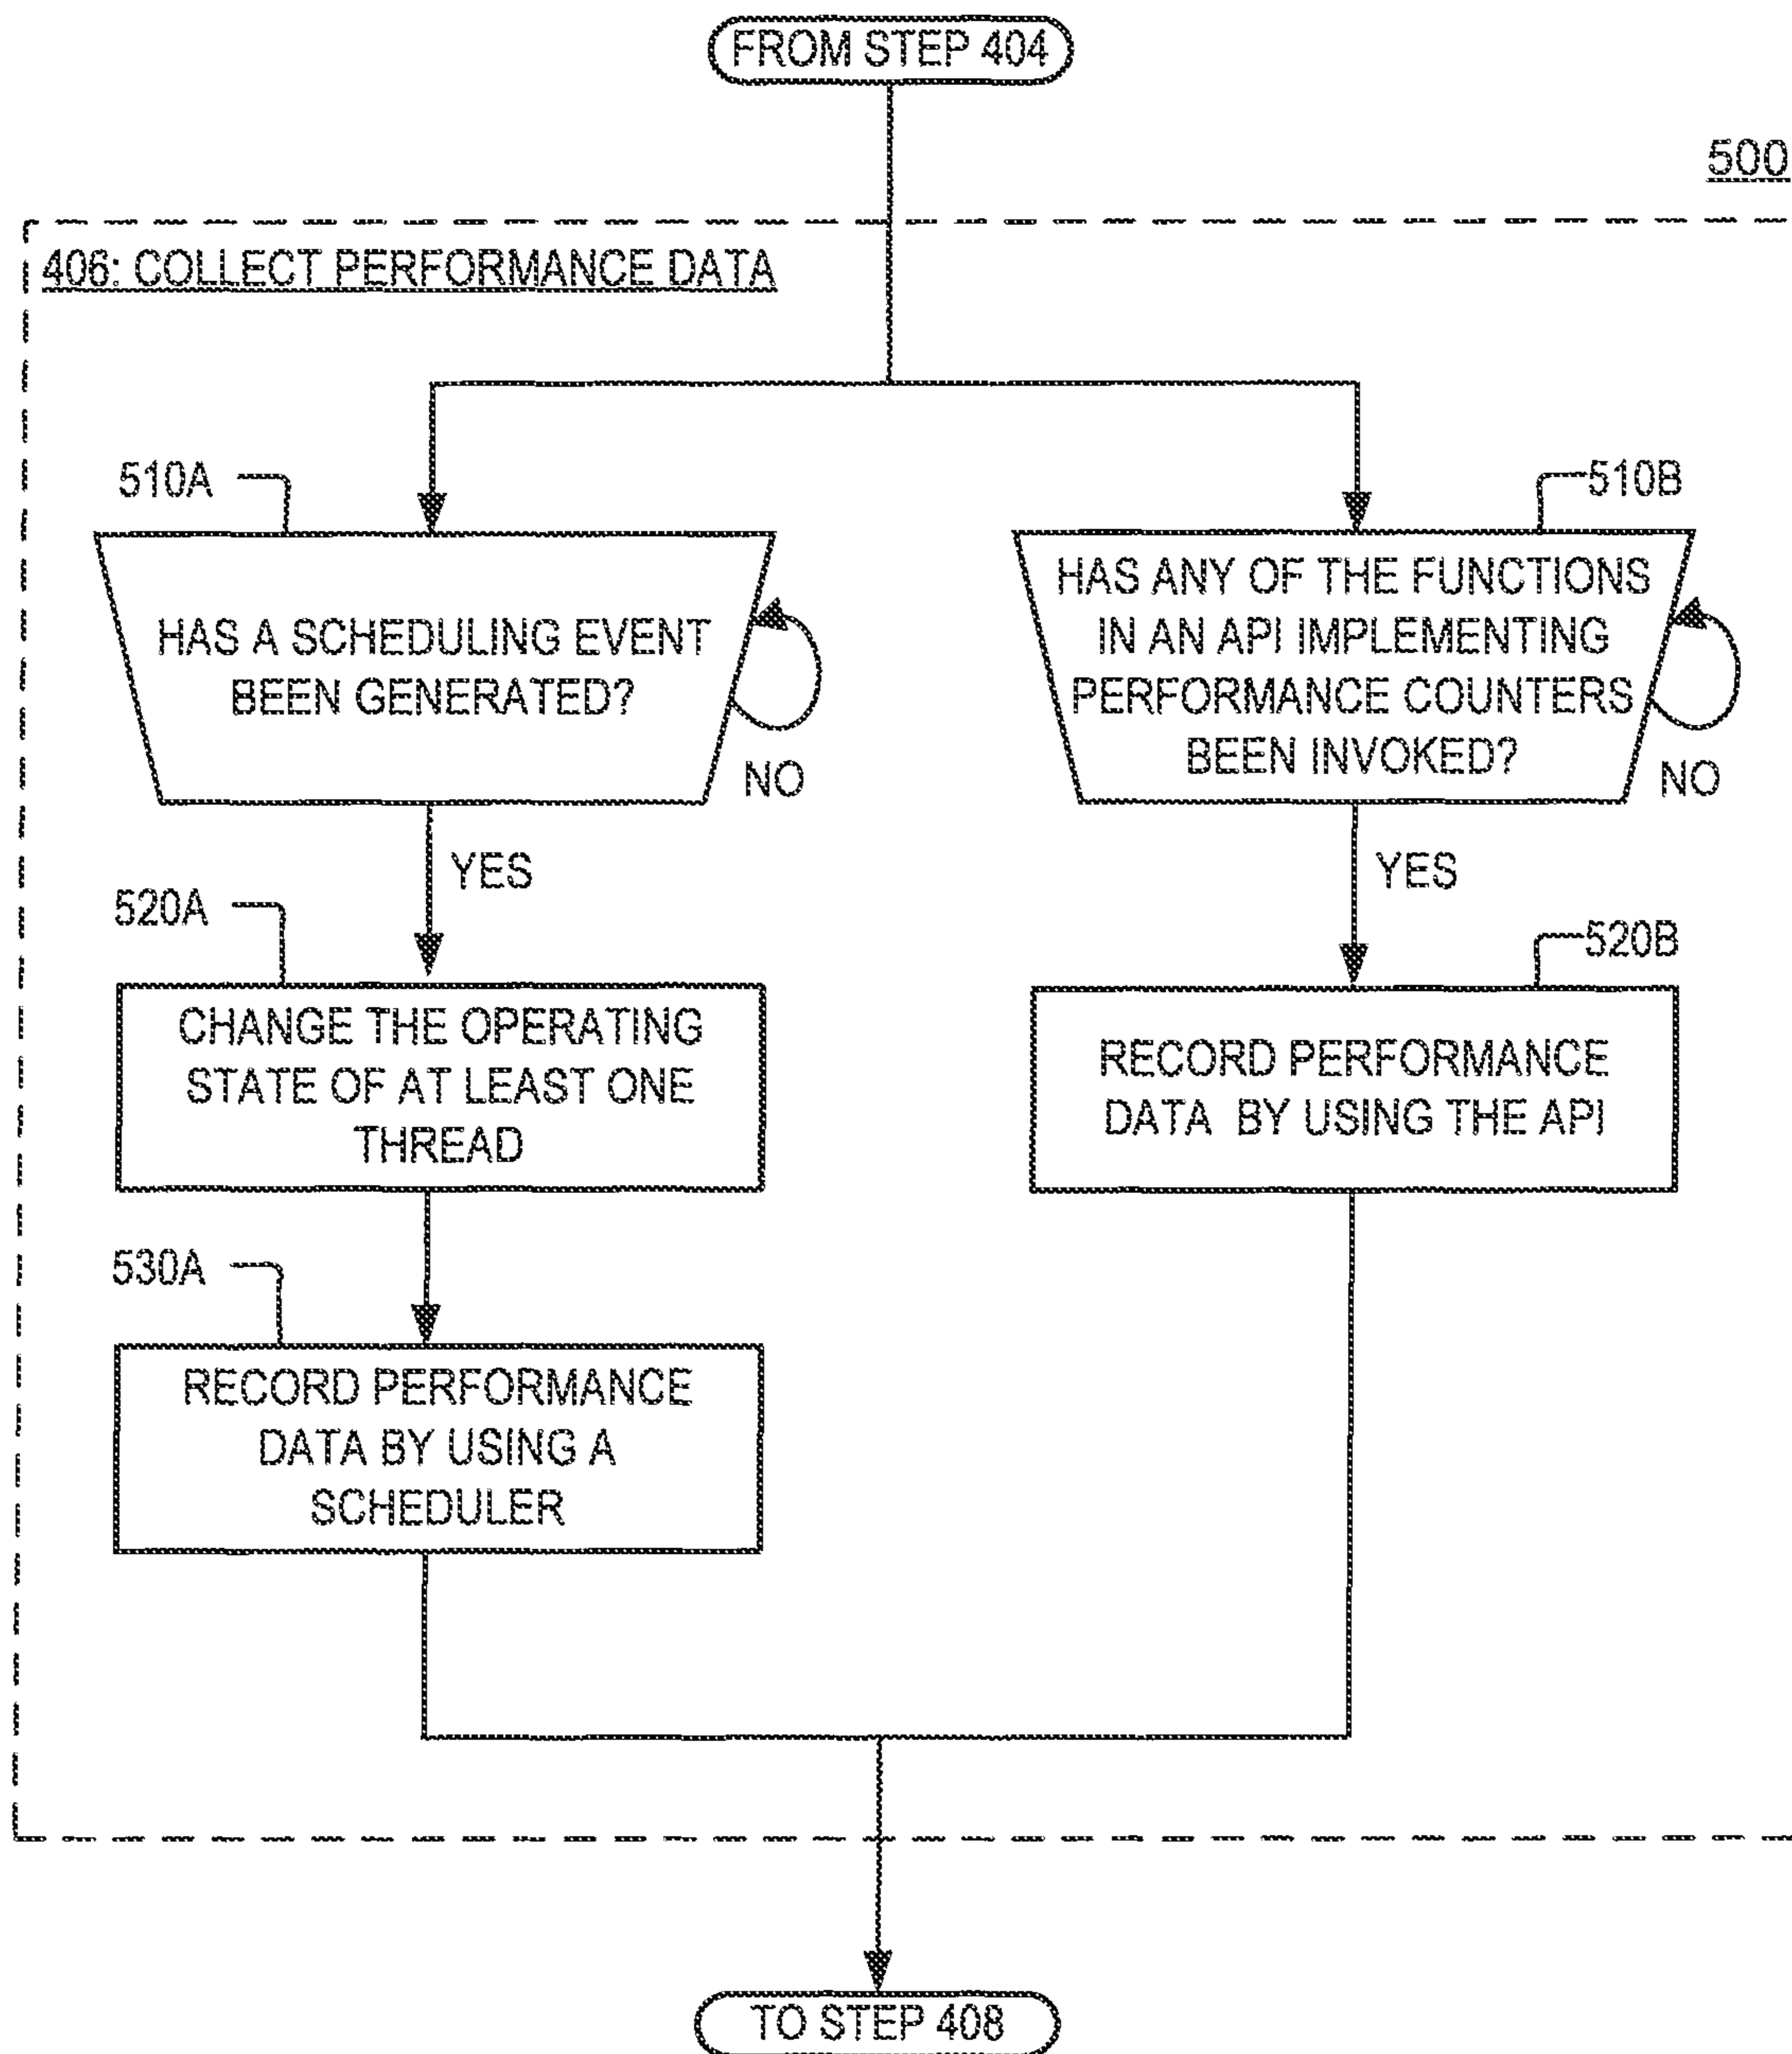 FROM STEP 404
500
406: COLLECT PERFORMANCE DATA
510A
510B
HAS A SCHEDULING EVENT
BEEN GENERATED?
NO
HAS ANY OF THE FUNCTIONS
IN AN API IMPLEMENTING
PERFORMANCE COUNTERS
BEEN INVOKED?
NO
YES
YES
520A
520B
CHANGE THE OPERATING
STATE OF AT LEAST ONE
THREAD
RECORD PERFORMANCE
DATA BY USING THE API
530A
RECORD PERFORMANCE
DATA BY USING A
SCHEDULER
TO STEP 408